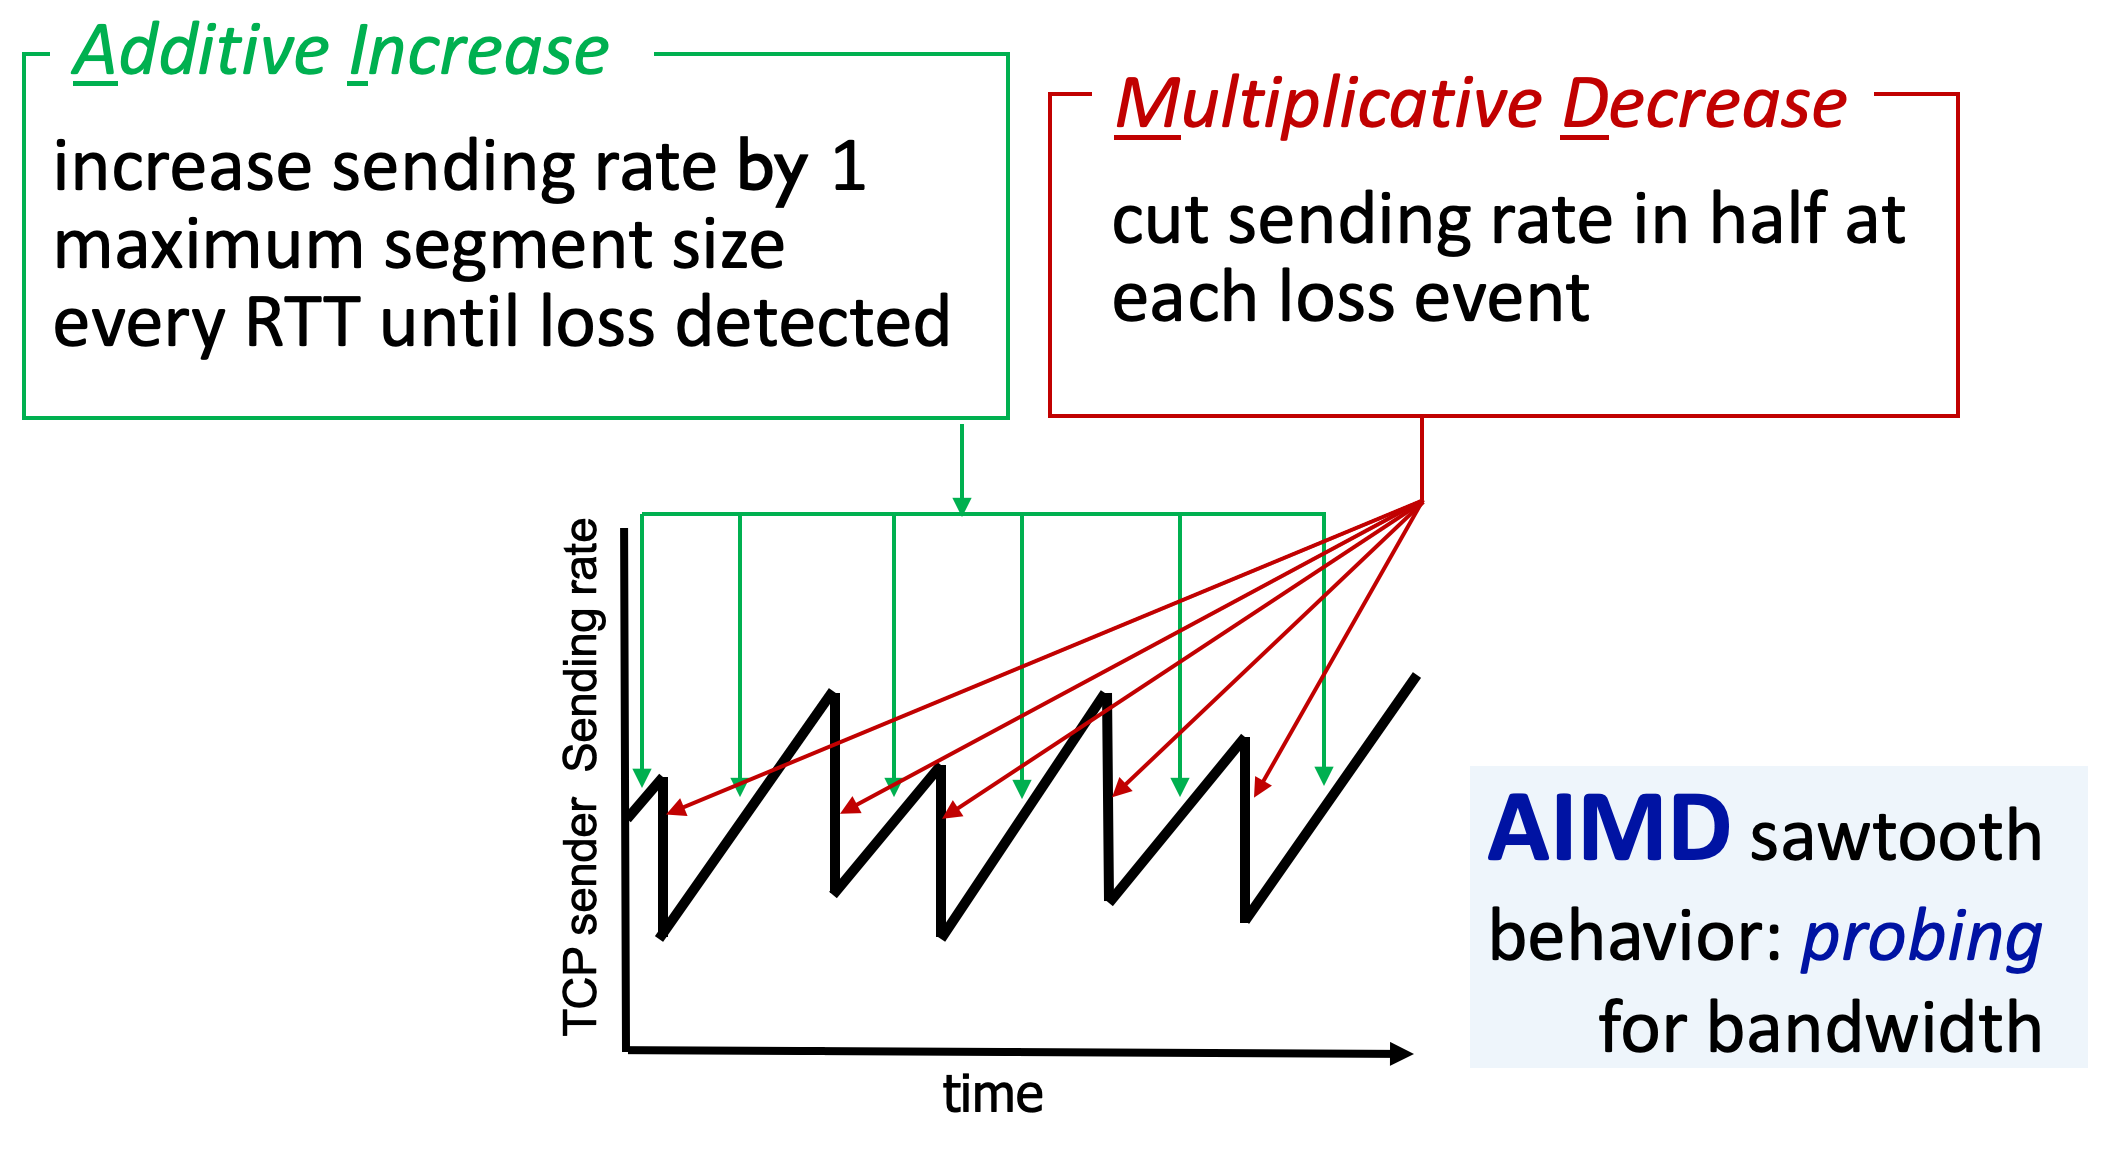 Additive Increase
increase sending rate by 1
maximum segment size
every RTT until loss detected
Multiplicative Decrease
cut sending rate in half at
each loss event
TCP sender Sending rate
time
AIMD sawtooth
behavior: probing
for bandwidth